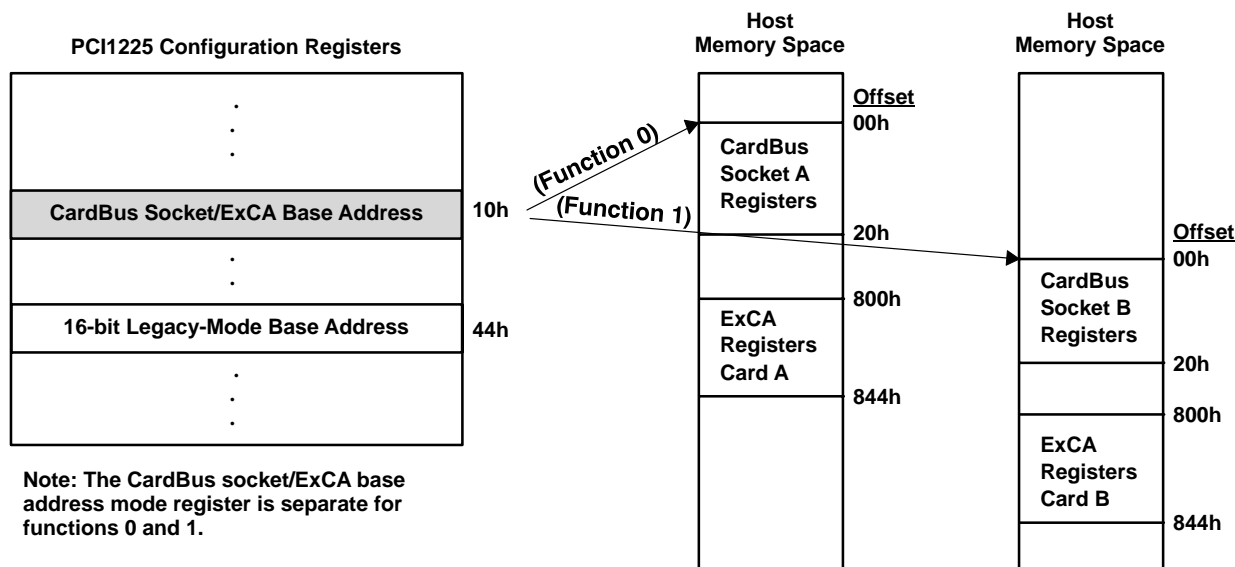 PCI1225 Configuration Registers
CardBus Socket/ExCA Base Address
10h
16-bit Legacy-Mode Base Address
44h
Note: The CardBus socket/ExCA base
address mode register is separate for
functions 0 and 1.
(Function 0)
(Function 1)
Host
Memory Space
Offset
00h
CardBus
Socket A
Registers
20h
800h
ExCA
Registers
Card A
844h
Host
Memory Space
Offset
00h
CardBus
Socket B
Registers
20h
800h
ExCA
Registers
Card B
844h